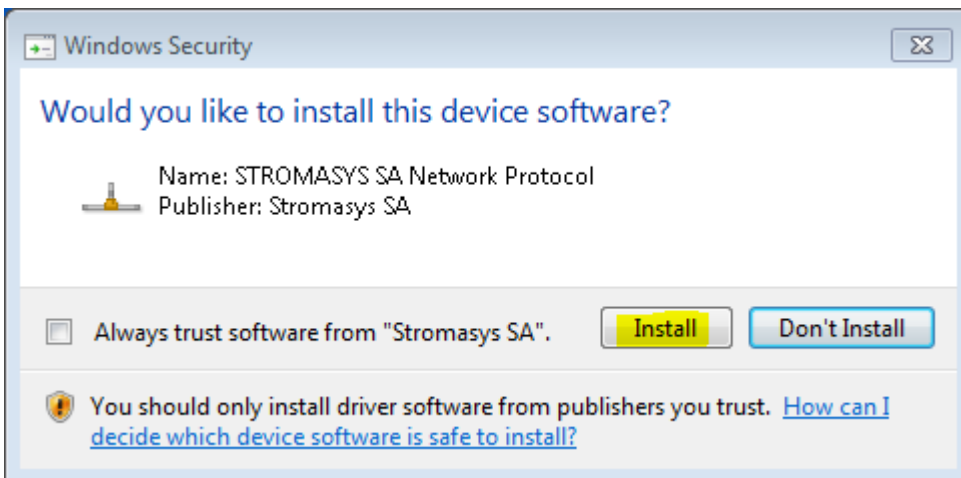 Windows Security
Would you like to install this device software?
Name: STROMASYS SA Network Protocol
Publisher: Stromasys SA
Always trust software from "Stromasys SA".
Install
Don't Install
You should only install driver software from publishers you trust. How can I
decide which device software is safe to install?